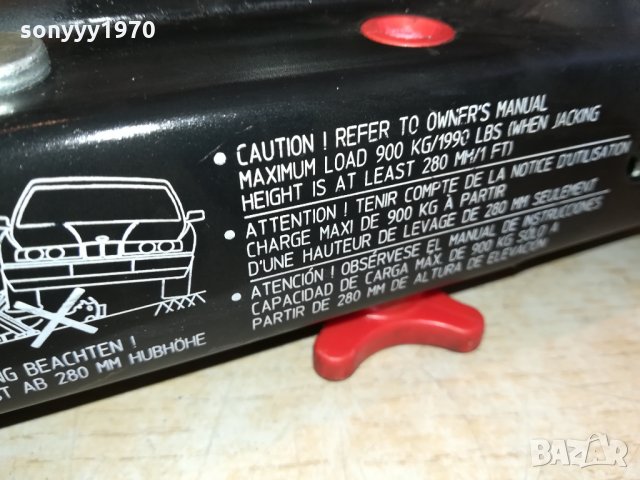 sonyyy1970
• CAUTION ! REFER TO OWNER'S MANUAL
MAXIMUM LOAD 900 KG/1990 LBS (WHEN JACKING
HEIGHT IS AT LEAST 280 MM/1 FT)
• ATTENTION ! TENIR COMPTE DE LA NOTICE D'UTILISATION
CHARGE MAXI DE 900 KG À PARTIR
D'UNE HAUTEUR DE LEVAGE DE 280 MM SEULEMENT
• ATENCIÓN ! OBSÉRVESE EL MANUAL DE INSTRUCCIONES
CAPACIDAD DE CARGA MÁX. DE 900 KG SÓLO A
PARTIR DE 280 MM DE ALTURA DE ELEVACIÓN
NG BEACHTEN !
ST AB 280 MM HUBHÖHE
BAZAR